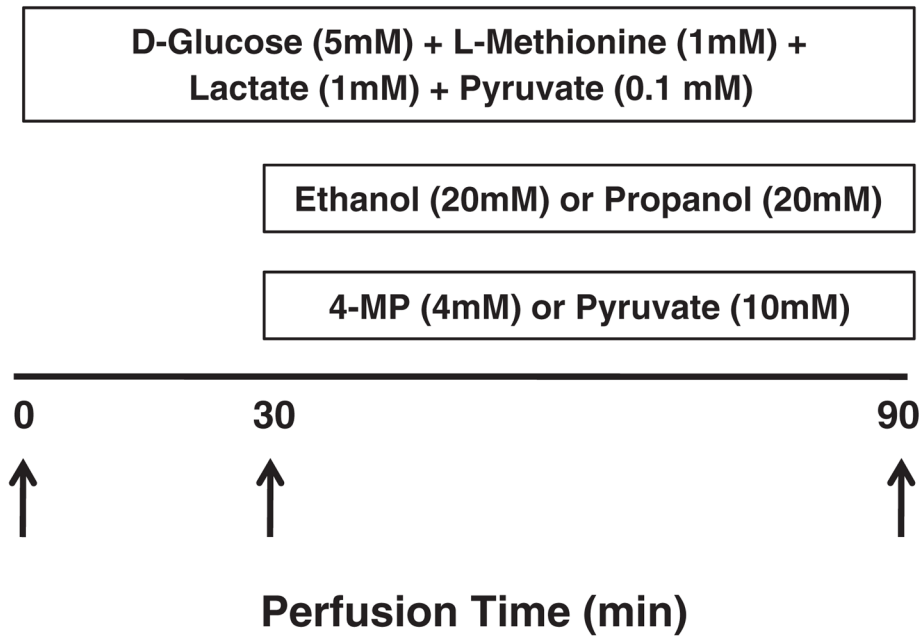 D-Glucose (5mM) + L-Methionine (1mM) +
Lactate (1mM) + Pyruvate (0.1 mM)
Ethanol (20mM) or Propanol (20mM)
4-MP (4mM) or Pyruvate (10mM)
0 30 90
Perfusion Time (min)